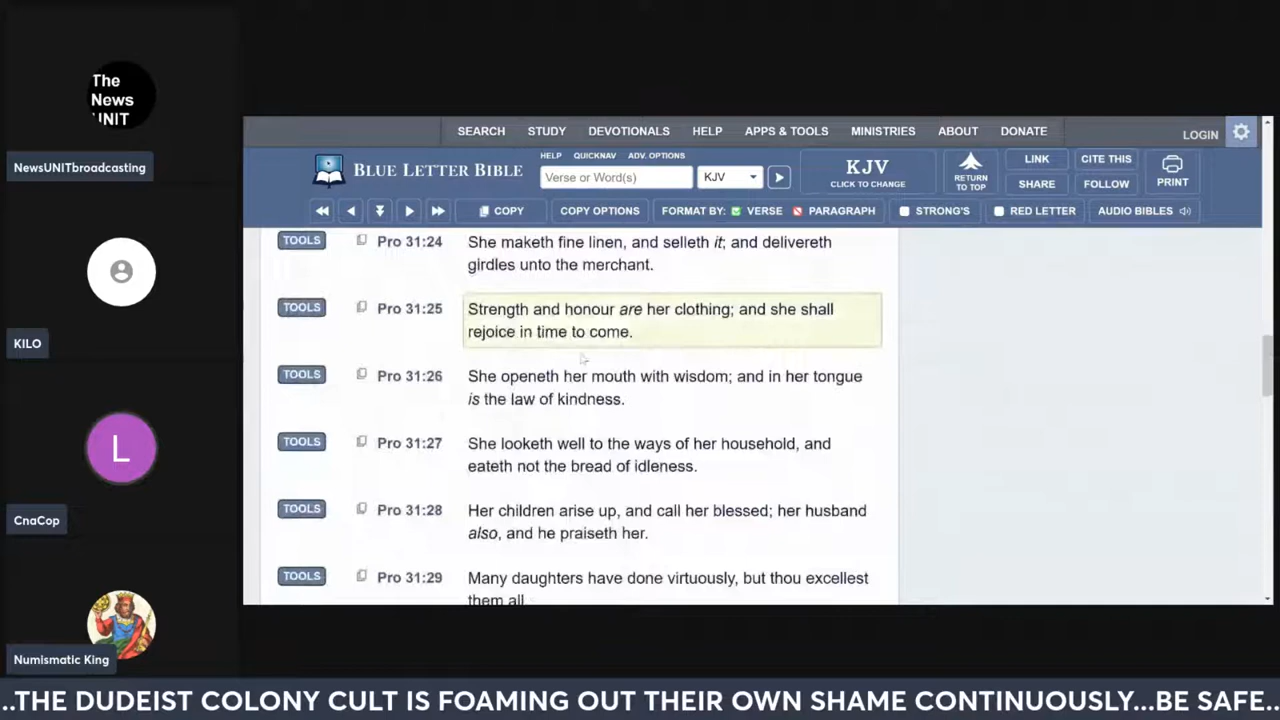 The
News
UNIT
NewsUNITbroadcasting
KILO
L
CnaCop
Numismatic King
SEARCH STUDY DEVOTIONALS HELP APPS & TOOLS MINISTRIES ABOUT DONATE LOGIN
HELP QUICKNAV ADV. OPTIONS
BLUE LETTER BIBLE
Verse or Word(s) KJV
KJV
CLICK TO CHANGE
RETURN
TO TOP
LINK CITE THIS
SHARE FOLLOW
PRINT
COPY COPY OPTIONS FORMAT BY: VERSE PARAGRAPH STRONG'S RED LETTER AUDIO BIBLES
TOOLS Pro 31:24 She maketh fine linen, and selleth it; and delivereth
girdles unto the merchant.
TOOLS Pro 31:25 Strength and honour are her clothing; and she shall
rejoice in time to come.
TOOLS Pro 31:26 She openeth her mouth with wisdom; and in her tongue
is the law of kindness.
TOOLS Pro 31:27 She looketh well to the ways of her household, and
eateth not the bread of idleness.
TOOLS Pro 31:28 Her children arise up, and call her blessed; her husband
also, and he praiseth her.
TOOLS Pro 31:29 Many daughters have done virtuously, but thou excellest
them all
..THE DUDEIST COLONY CULT IS FOAMING OUT THEIR OWN SHAME CONTINUOUSLY...BE SAFE..